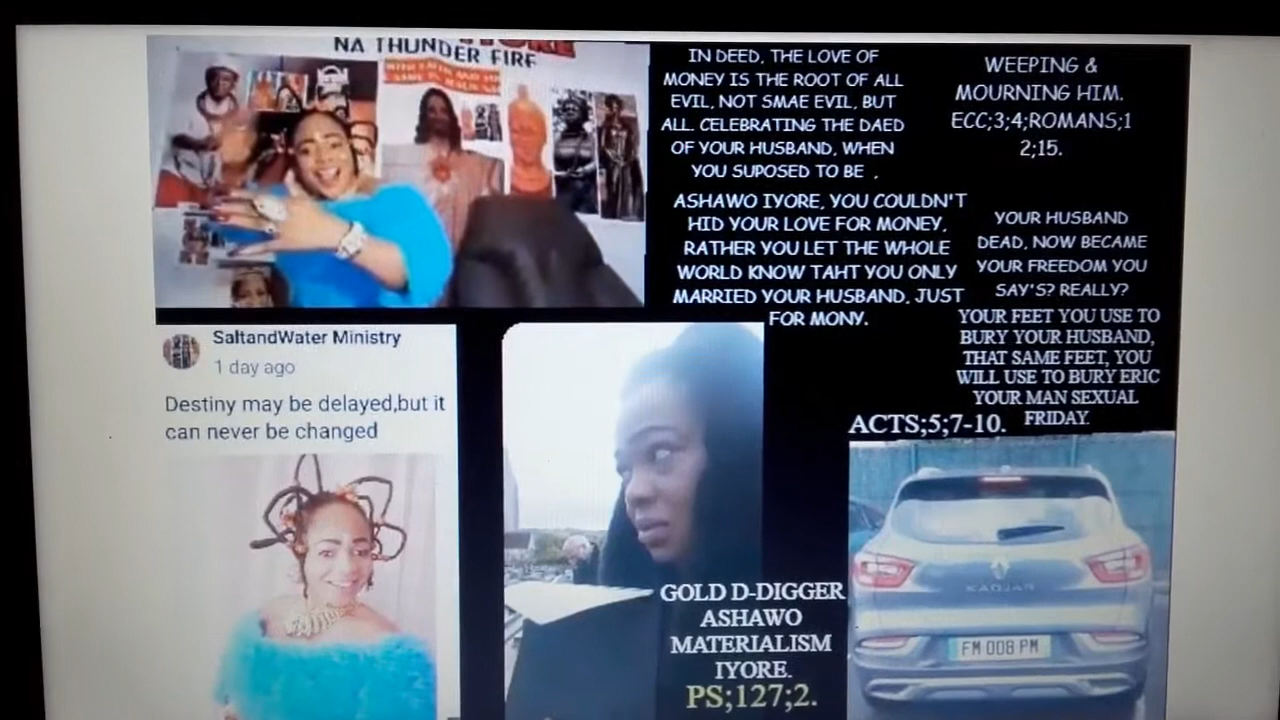 NA THUNDER FIRE
IN DEED, THE LOVE OF
MONEY IS THE ROOT OF ALL
EVIL, NOT SMAE EVIL, BUT
ALL. CELEBRATING THE DAED
OF YOUR HUSBAND, WHEN
YOU SUPOSED TO BE ,
WEEPING &
MOURNING HIM.
ECC;3;4;ROMANS;1
2;15.
ASHAWO IYORE, YOU COULDN'T
HID YOUR LOVE FOR MONEY,
RATHER YOU LET THE WHOLE
WORLD KNOW TAHT YOU ONLY
MARRIED YOUR HUSBAND, JUST
FOR MONY.
YOUR HUSBAND
DEAD, NOW BECAME
YOUR FREEDOM YOU
SAY'S? REALLY?
YOUR FEET YOU USE TO
BURY YOUR HUSBAND,
THAT SAME FEET, YOU
WILL USE TO BURY ERIC
YOUR MAN SEXUAL
FRIDAY.
ACTS;5;7-10.
SaltandWater Ministry
1 day ago
Destiny may be delayed,but it
can never be changed
GOLD D-DIGGER
ASHAWO
MATERIALISM
IYORE.
PS;127;2.
KADJAR
FM 008 PM